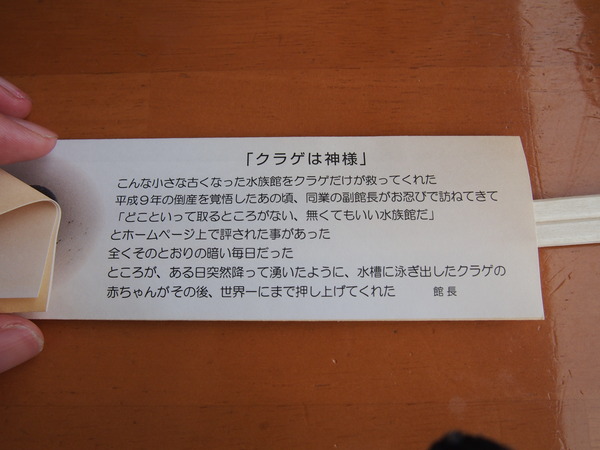 「クラゲは神様」
こんな小さな古くなった水族館をクラゲだけが救ってくれた
平成9年の倒産を覚悟したあの頃、同業の副館長がお忍びで訪ねてきて
「どこといって取るところがない、無くてもいい水族館だ」
とホームページ上で評された事があった
全くそのとおりの暗い毎日だった
ところが、ある日突然降って湧いたように、水槽に泳ぎ出したクラゲの
赤ちゃんがその後、世界一にまで押し上げてくれた　　館長